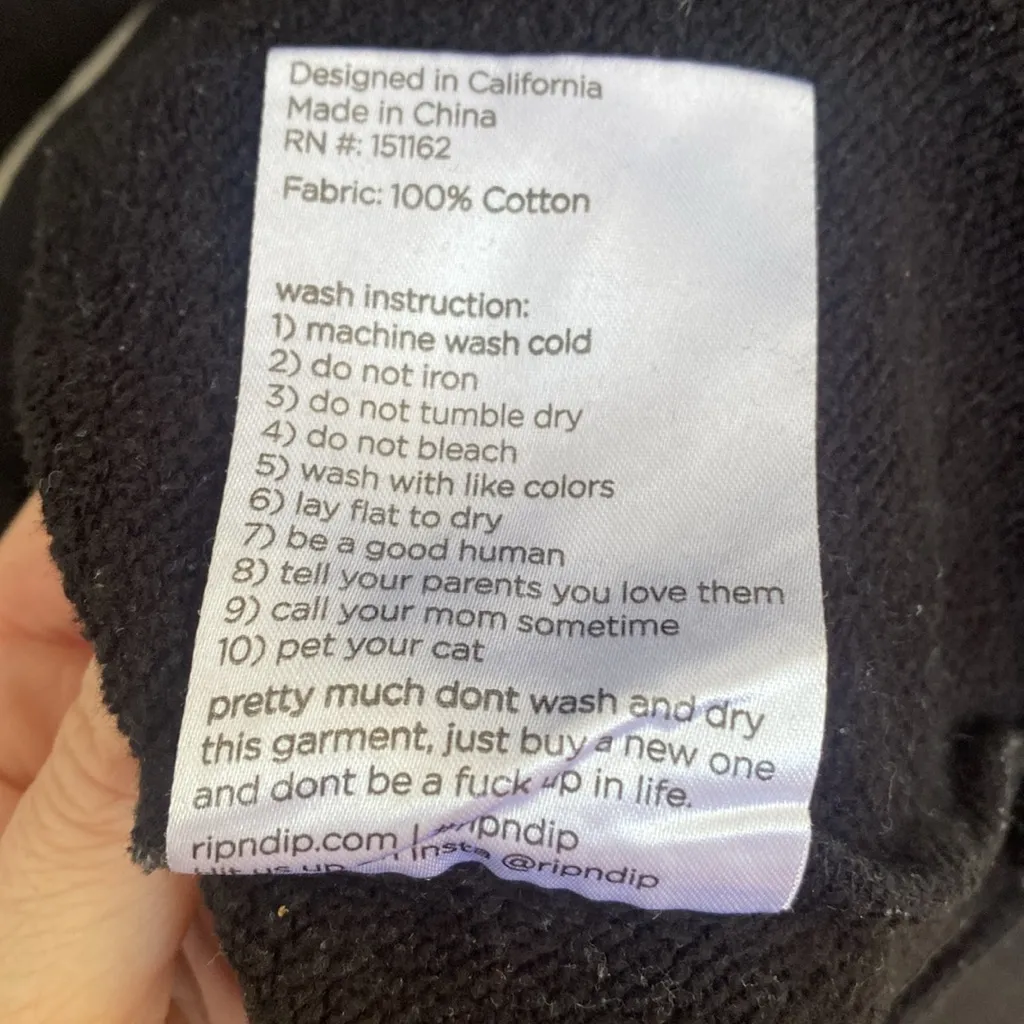 Designed in California
Made in China
RN #: 151162
Fabric: 100% Cotton
wash instruction:
1) machine wash cold
2) do not iron
3) do not tumble dry
4) do not bleach
5) wash with like colors
6) lay flat to dry
7) be a good human
8) tell your parents you love them
9) call your mom sometime
10) pet your cat
pretty much dont wash and dry
this garment, just buy a new one
and dont be a fuck up in life.
ripndip.com | ripndip
Hit us up Insta @ripndip